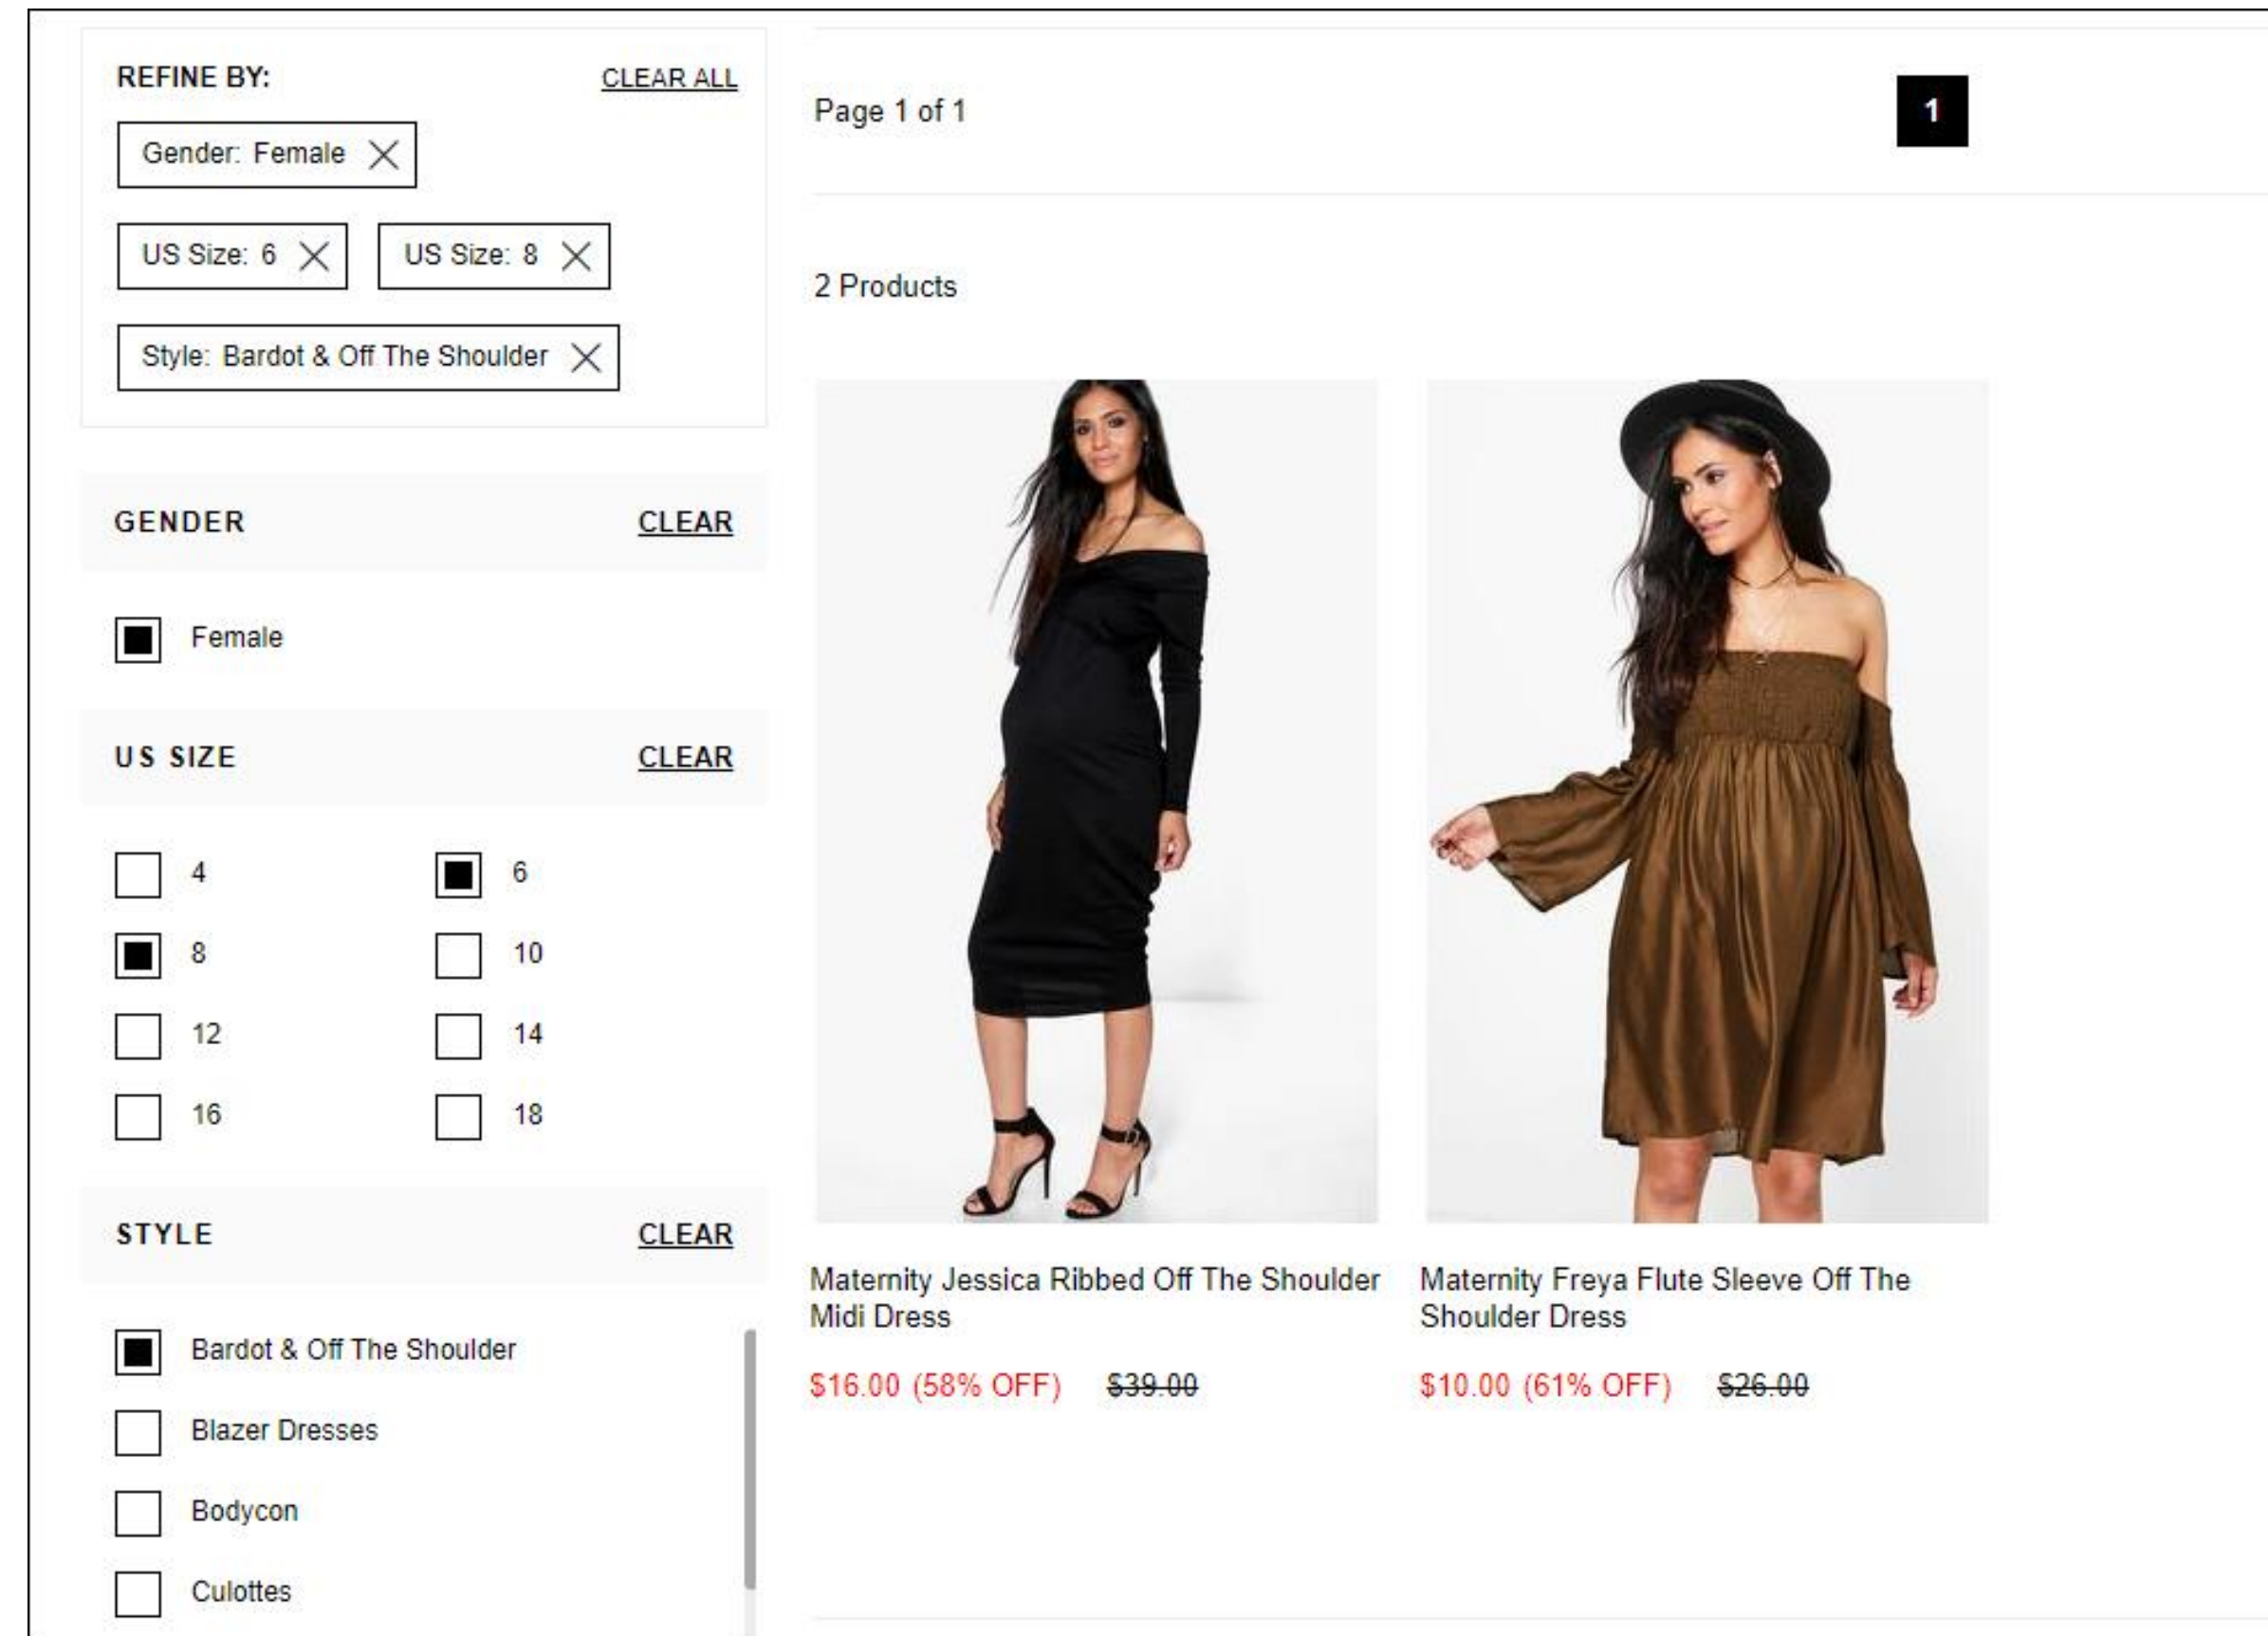 REFINE BY: CLEAR ALL
Gender: Female
US Size: 6 US Size: 8
Style: Bardot & Off The Shoulder
GENDER CLEAR
Female
US SIZE CLEAR
4 6
8 10
12 14
16 18
STYLE CLEAR
Bardot & Off The Shoulder
Blazer Dresses
Bodycon
Culottes
Page 1 of 1
1
2 Products
Maternity Jessica Ribbed Off The Shoulder
Midi Dress
$16.00 (58% OFF) $39.00
Maternity Freya Flute Sleeve Off The
Shoulder Dress
$10.00 (61% OFF) $26.00